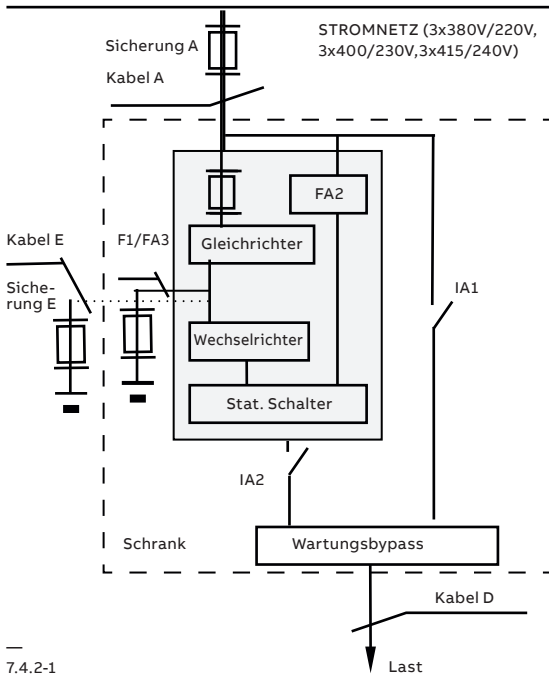 STROMNETZ (3x380V/220V,
3x400/230V,3x415/240V)
Sicherung A
Kabel A
FA2
Kabel E
F1/FA3
Gleichrichter
Siche-
rung E
IA1
Wechselrichter
Stat. Schalter
IA2
Schrank
Wartungsbypass
Kabel D
—
7.4.2-1
Last